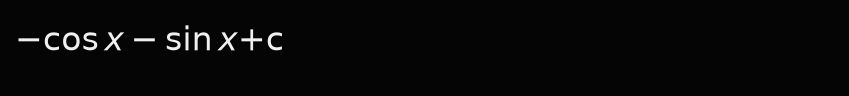 −cos x − sin x+c